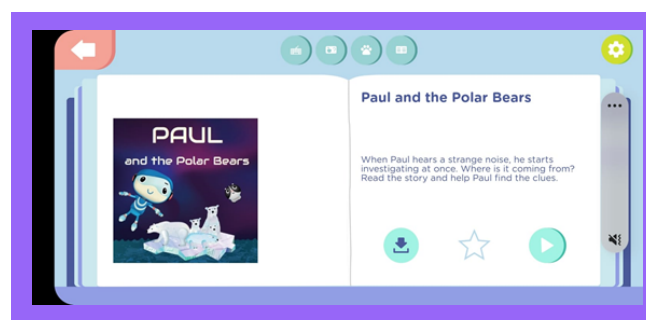 PAUL
and the Polar Bears
Paul and the Polar Bears
When Paul hears a strange noise, he starts
investigating at once. Where is it coming from?
Read the story and help Paul find the clues.